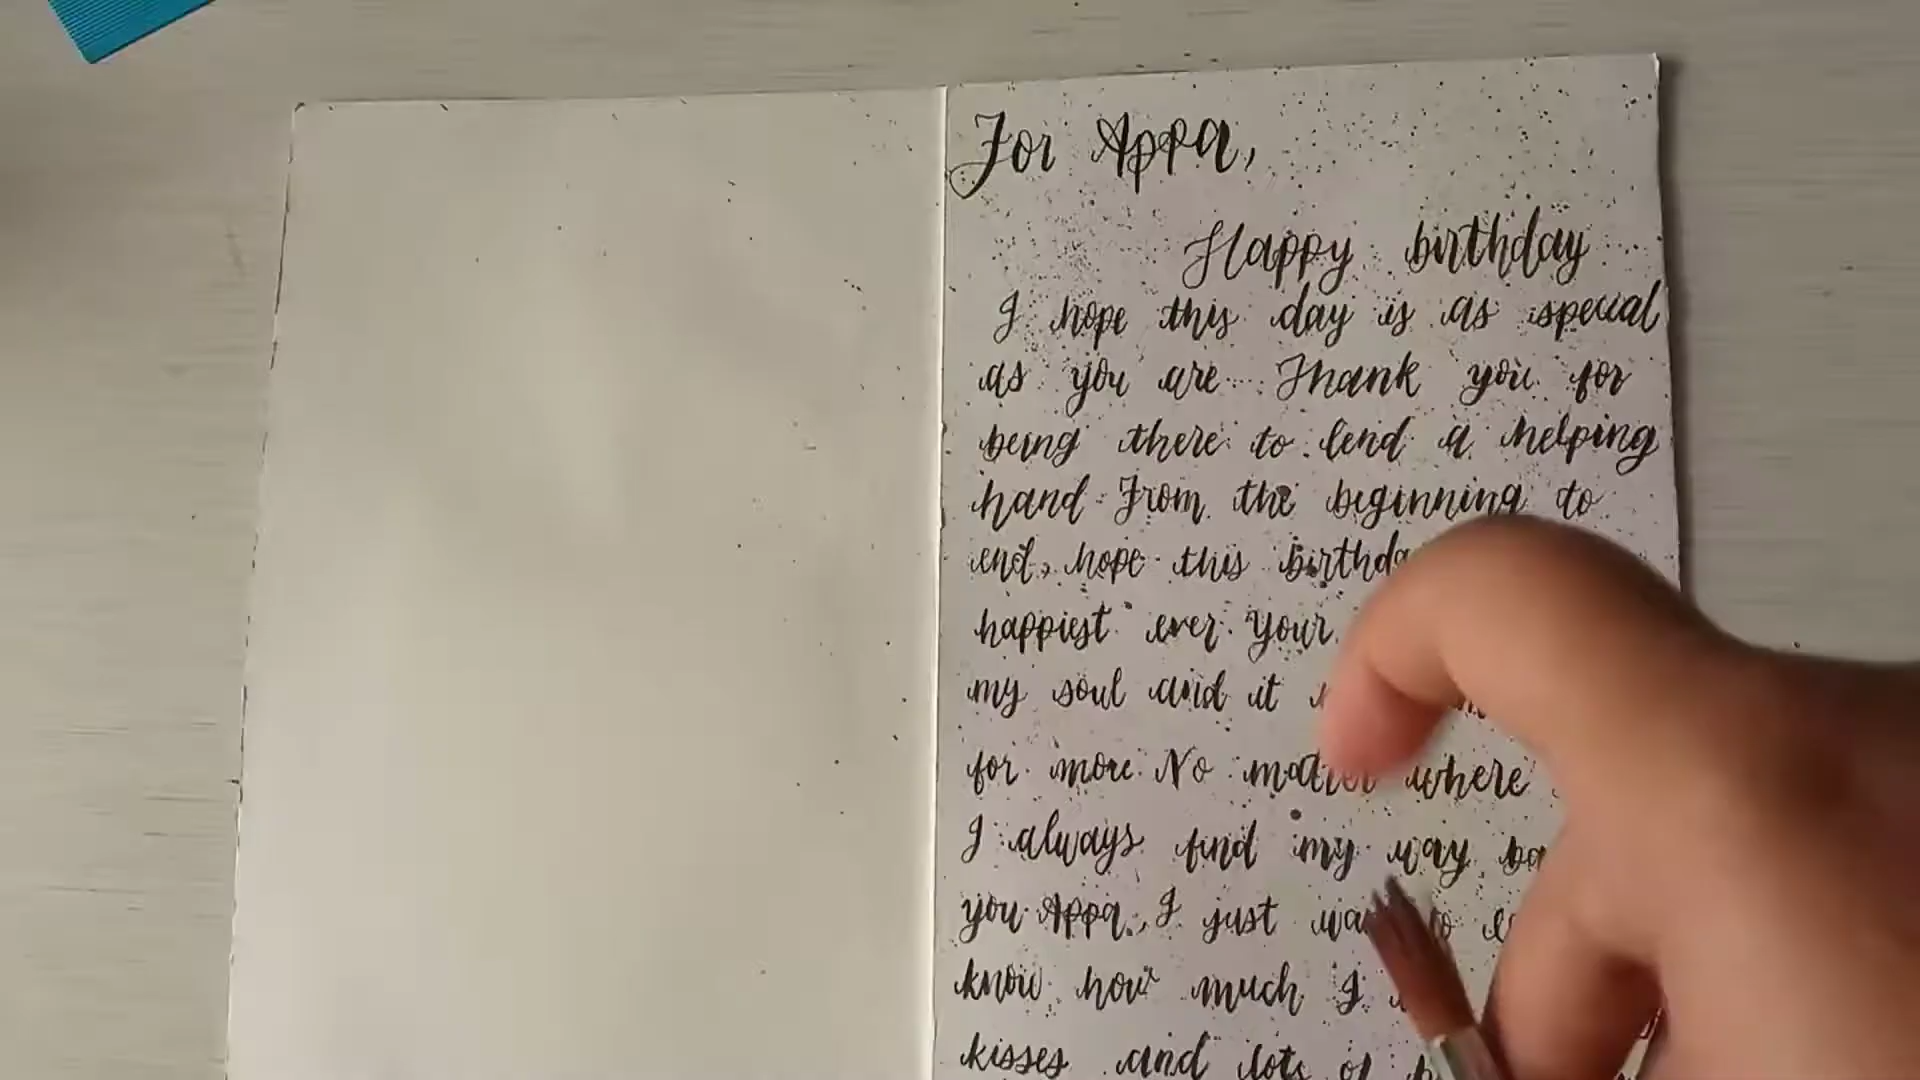 For Appa,
Happy birthday
I hope this day is as special
as you are Thank you for
being there to lend a helping
hand From the beginning to
end, hope this
happiest ever Your
my soul and it
for more No matter where
I always find my way
you Appa, I just
know how much I
kisses and lots of